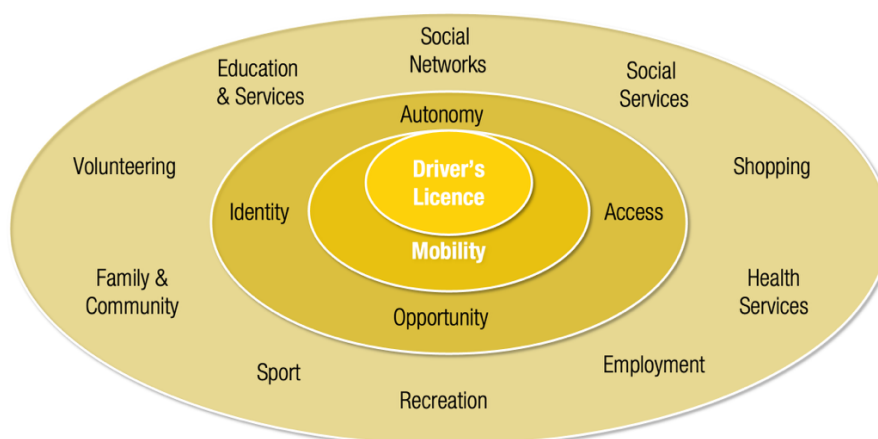 Social
Networks
Education
& Services
Social
Services
Autonomy
Volunteering
Driver's
Licence
Shopping
Identity
Access
Mobility
Family &
Community
Health
Services
Opportunity
Sport
Employment
Recreation